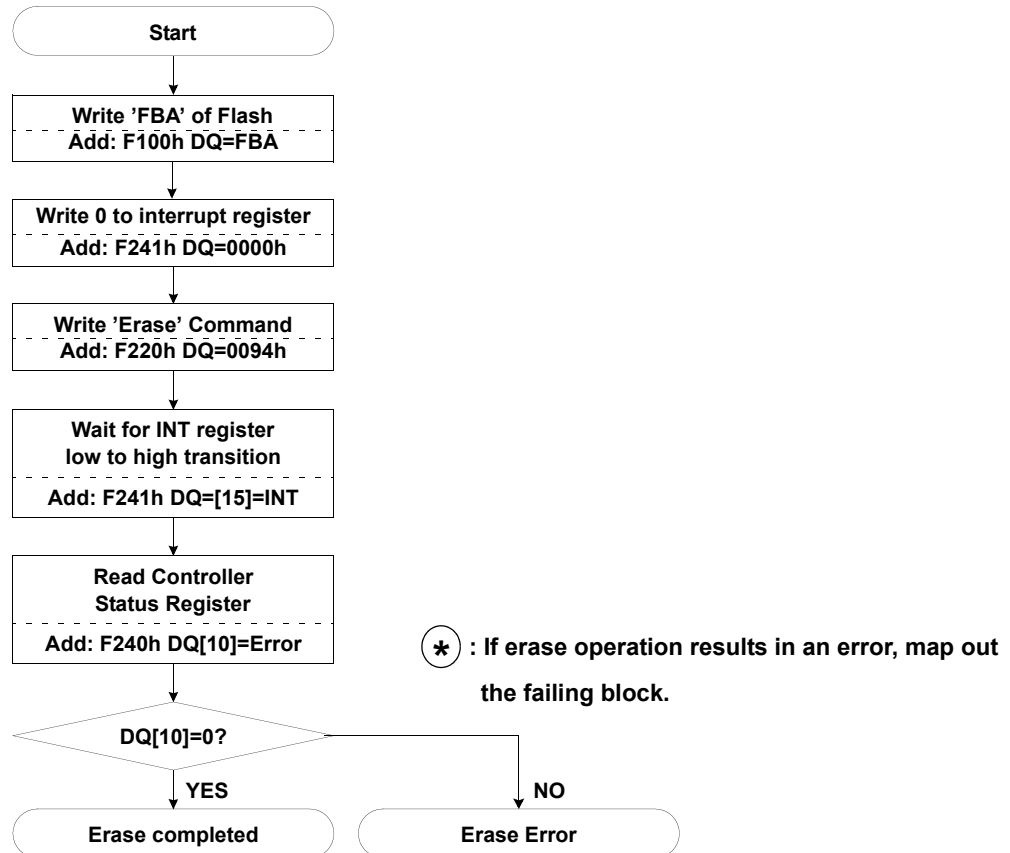 Start
Write ’FBA’ of Flash
Add: F100h DQ=FBA
Write 0 to interrupt register
Add: F241h DQ=0000h
Write ’Erase’ Command
Add: F220h DQ=0094h
Wait for INT register
low to high transition
Add: F241h DQ=[15]=INT
Read Controller
Status Register
Add: F240h DQ[10]=Error
* : If erase operation results in an error, map out
the failing block.
DQ[10]=0?
YES
NO
Erase completed
Erase Error